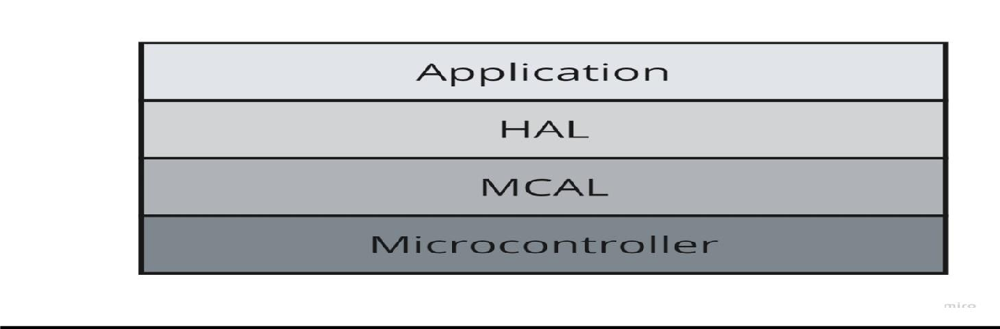 Application
HAL
MCAL
Microcontroller
miro